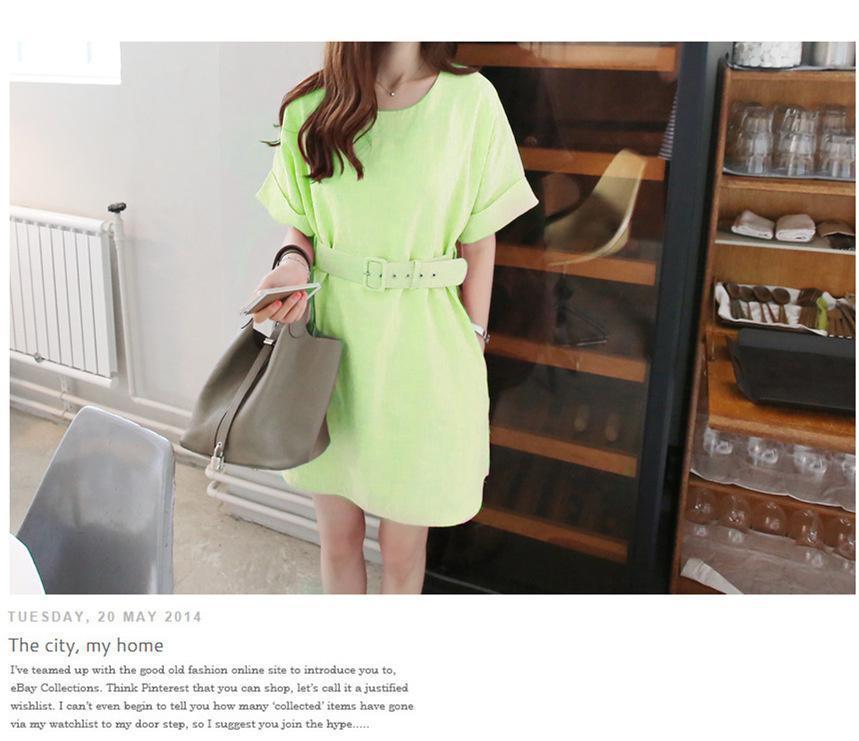 TUESDAY, 20 MAY 2014
The city, my home
I've teamed up with the good old fashion online site to introduce you to,
eBay Collections. Think Pinterest that you can shop, let's call it a justified
wishlist. I can't even begin to tell you how many 'collected' items have gone
via my watchlist to my door step, so I suggest you join the hype.....